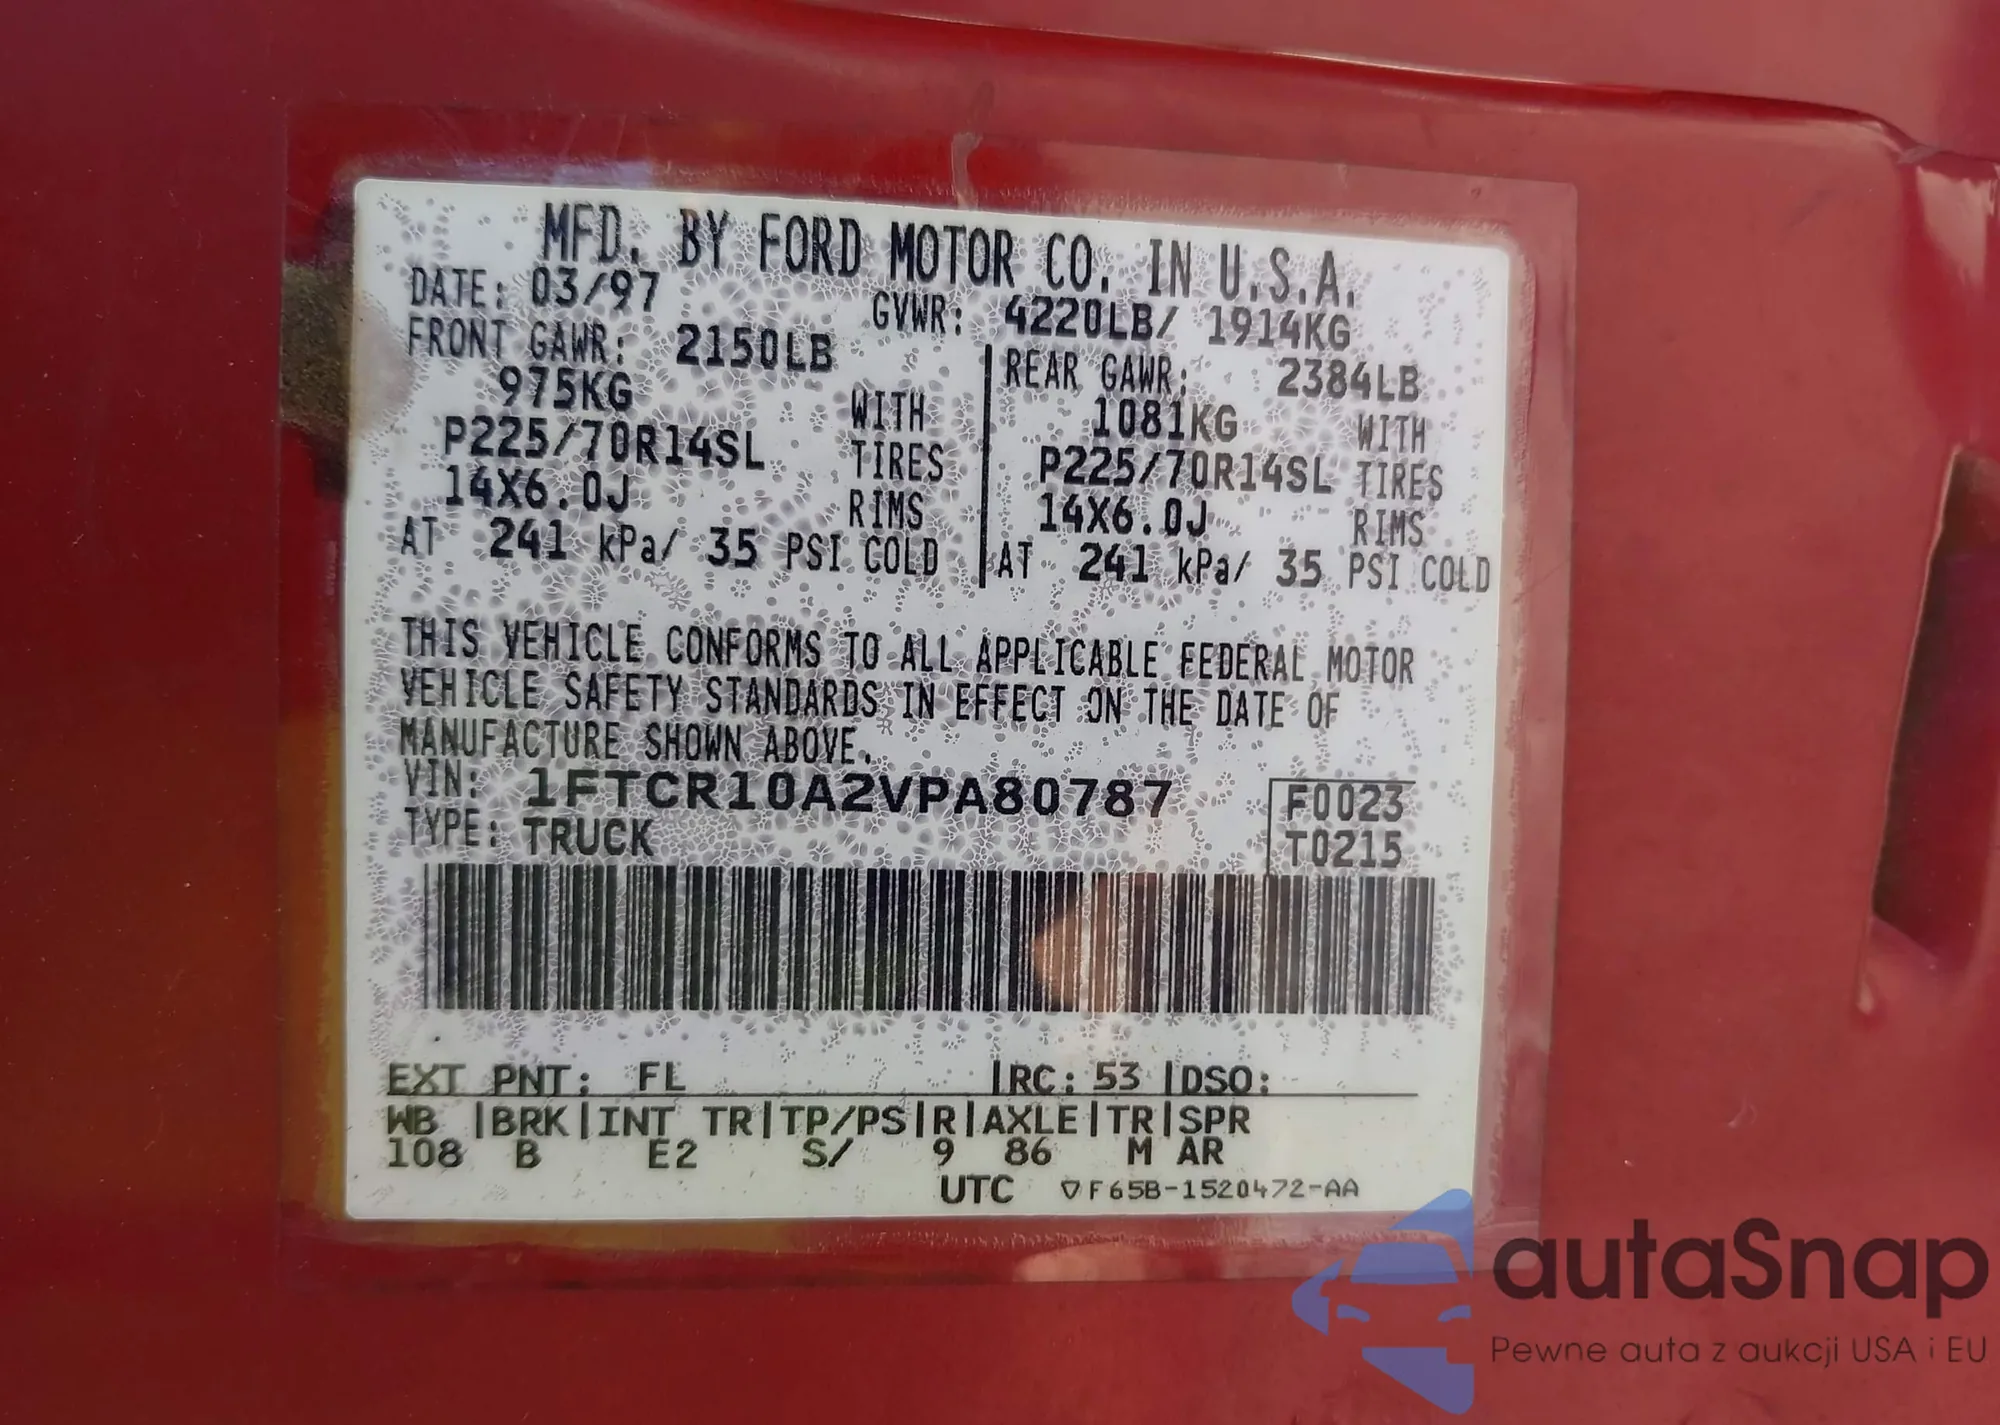 MFD. BY FORD MOTOR CO. IN U.S.A.
DATE: 03/97 GVWR: 4220LB/ 1914KG
FRONT GAWR: 2150LB REAR GAWR: 2384LB
975KG WITH 1081KG WITH
P225/70R14SL TIRES P225/70R14SL TIRES
14X6.0J RIMS 14X6.0J RIMS
AT 241 kPa/ 35 PSI COLD AT 241 kPa/ 35 PSI COLD
THIS VEHICLE CONFORMS TO ALL APPLICABLE FEDERAL MOTOR
VEHICLE SAFETY STANDARDS IN EFFECT ON THE DATE OF
MANUFACTURE SHOWN ABOVE.
VIN: 1FTCR10A2VPA80787 F0023
TYPE: TRUCK T0215
EXT PNT: FL |RC: 53 |DSO:
WB |BRK|INT TR|TP/PS|R|AXLE|TR|SPR
108 B E2 S/ 9 86 M AR
UTC ▽F65B-1520472-AA
autaSnap
Pewne auta z aukcji USA i EU